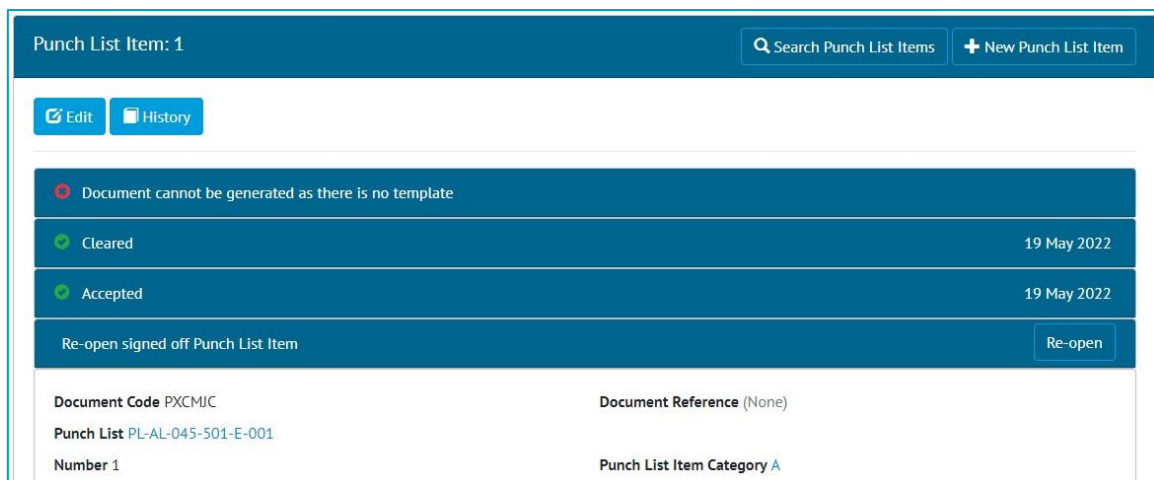 Punch List Item: 1
Search Punch List Items
New Punch List Item
Edit
History
Document cannot be generated as there is no template
Cleared 19 May 2022
Accepted 19 May 2022
Re-open signed off Punch List Item Re-open
Document Code PXCMJC Document Reference (None)
Punch List PL-AL-045-501-E-001
Number 1 Punch List Item Category A